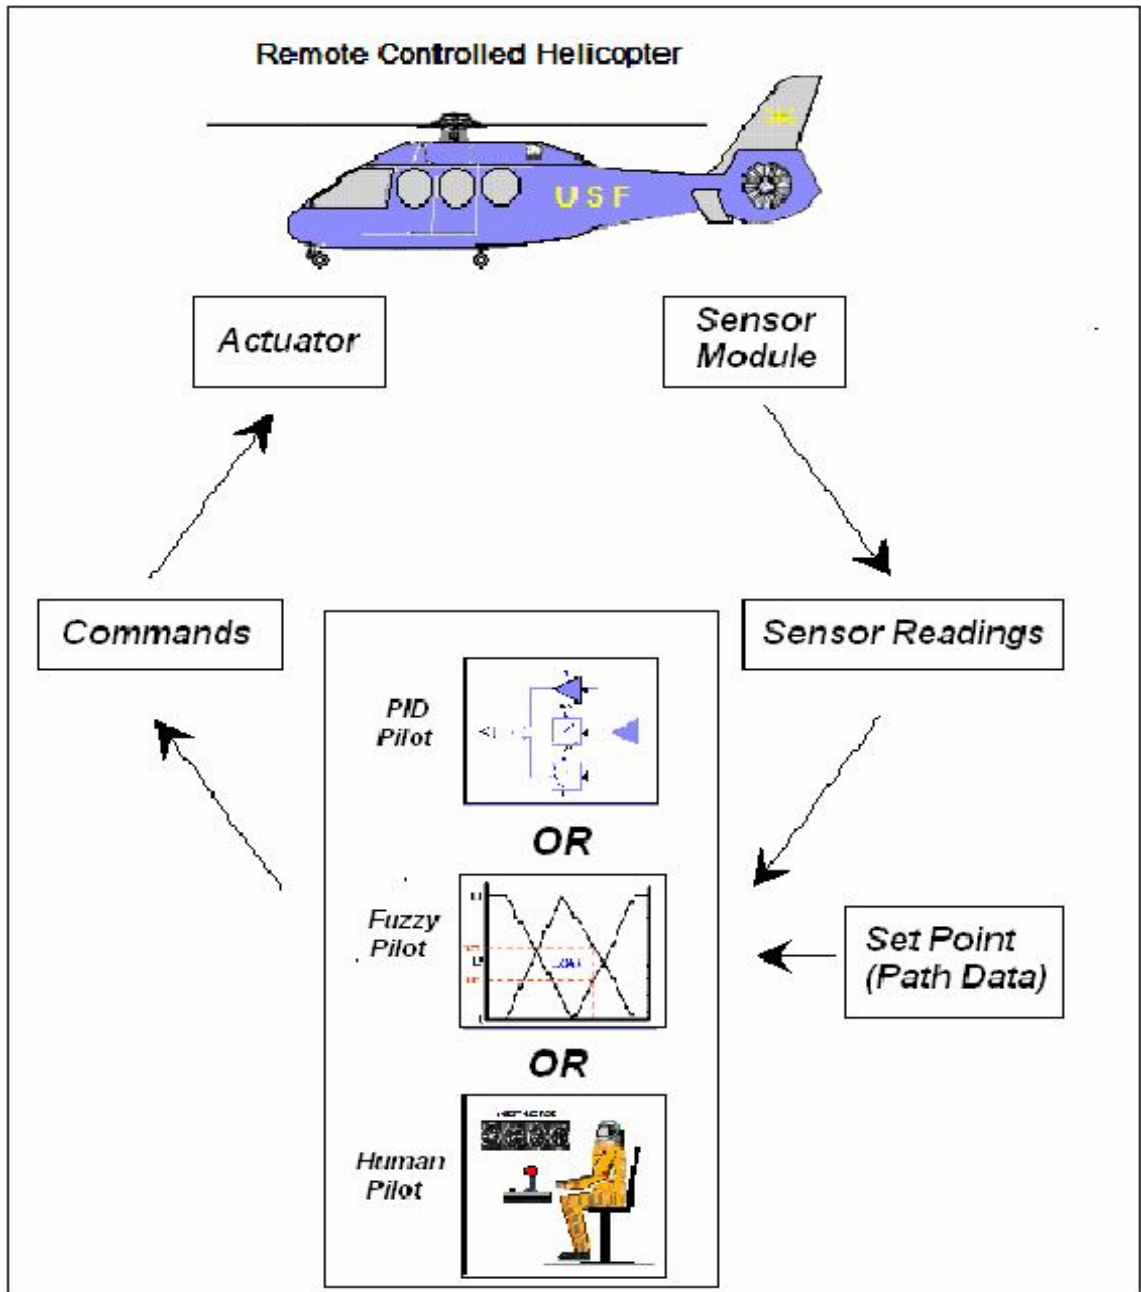 Remote Controlled Helicopter
U S F
Actuator
Sensor
Module
Commands
Sensor Readings
PID
Pilot
OR
Fuzzy
Pilot
Set Point
(Path Data)
OR
Human
Pilot